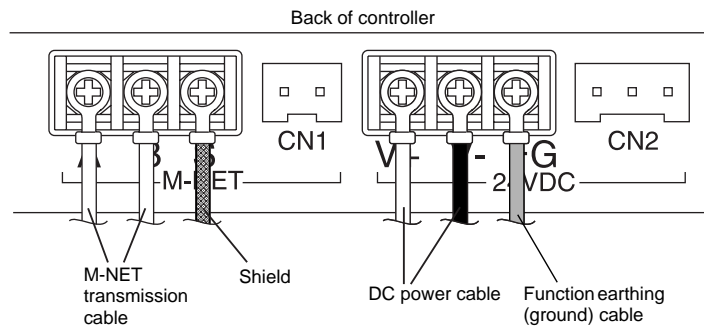 Back of controller
CN1
CN2
M-NET
24VDC
M-NET
transmission
cable
Shield
DC power cable
Function earthing
(ground) cable